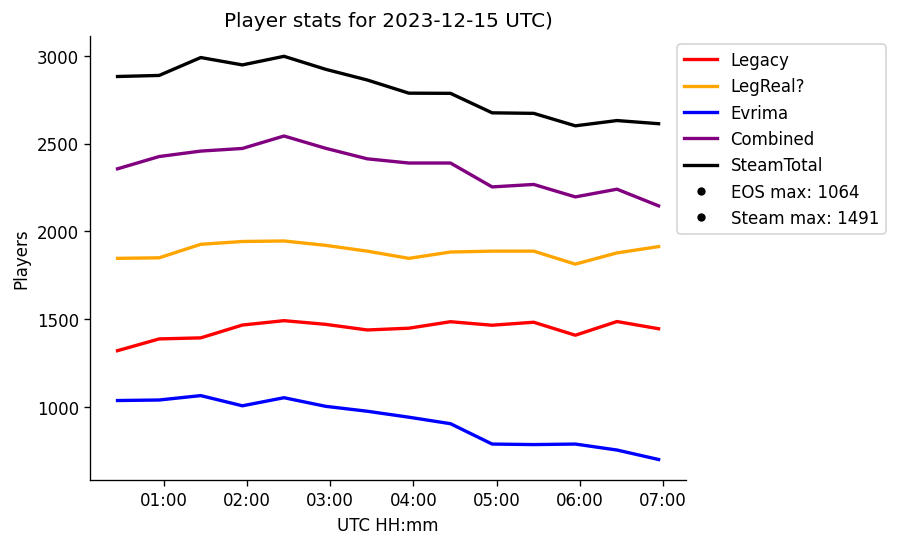 Player stats for 2023-12-15 UTC)
3000
2500
2000
1500
1000
Players
01:00 02:00 03:00 04:00 05:00 06:00 07:00
UTC HH:mm
Legacy
LegReal?
Evrima
Combined
SteamTotal
EOS max: 1064
Steam max: 1491